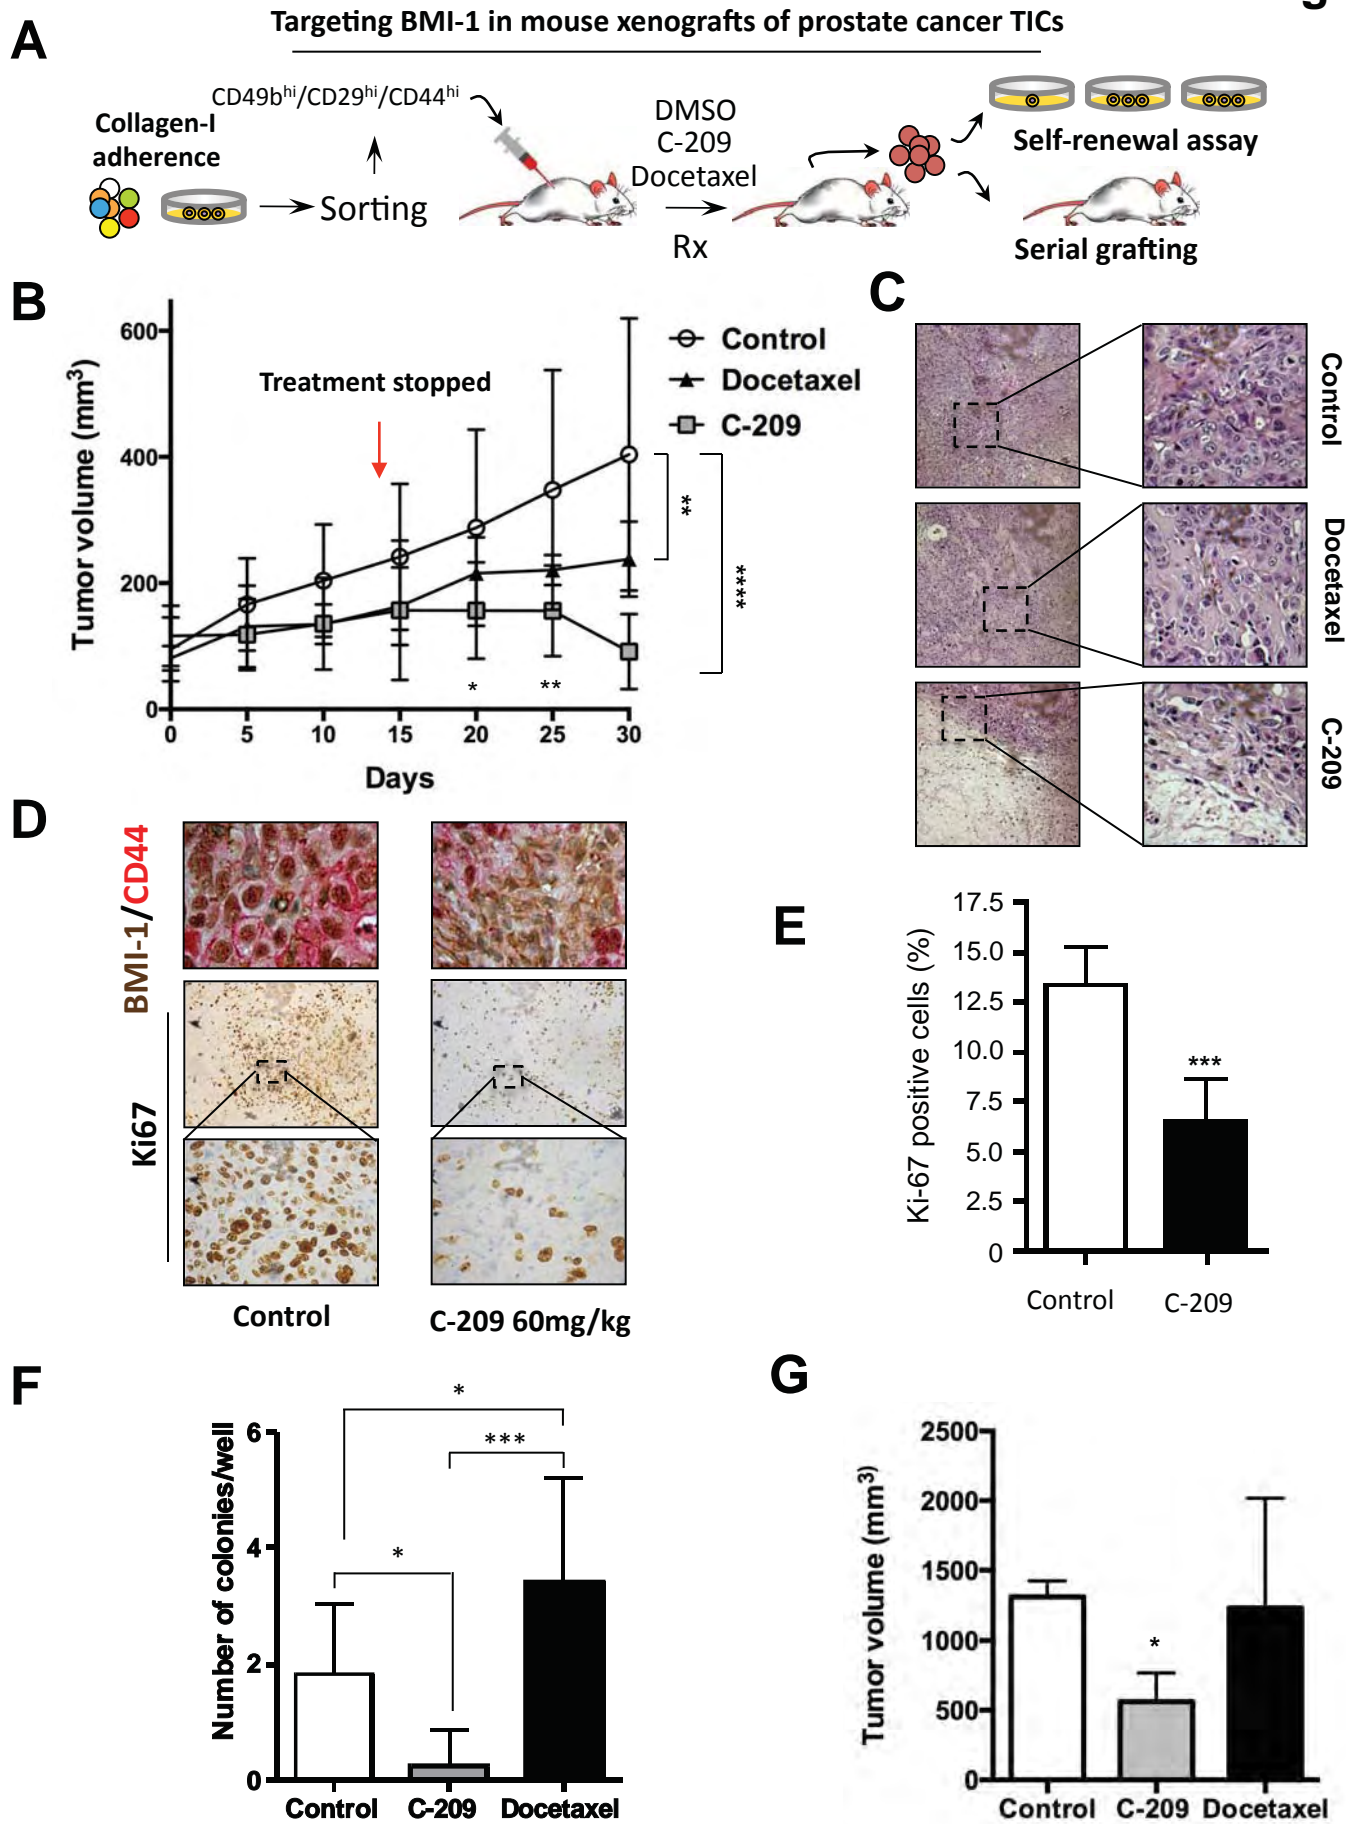 Targeting BMI-1 in mouse xenografts of prostate cancer TICs
A
CD49bhi/CD29hi/CD44hi
Collagen-I
adherence
Sorting
DMSO
C-209
Docetaxel
Rx
Self-renewal assay
Serial grafting
B
Tumor volume (mm3)
600
400
200
0
Treatment stopped
Control
Docetaxel
C-209
**
****
*
**
0 5 10 15 20 25 30
Days
C
Control
Docetaxel
C-209
D
BMI-1/CD44
Ki67
Control
C-209 60mg/kg
E
Ki-67 positive cells (%)
17.5
15.0
12.5
10.0
7.5
5.0
2.5
0
***
Control
C-209
F
Number of colonies/well
6
4
2
0
*
***
*
Control C-209 Docetaxel
G
Tumor volume (mm3)
2500
2000
1500
1000
500
0
*
Control C-209 Docetaxel